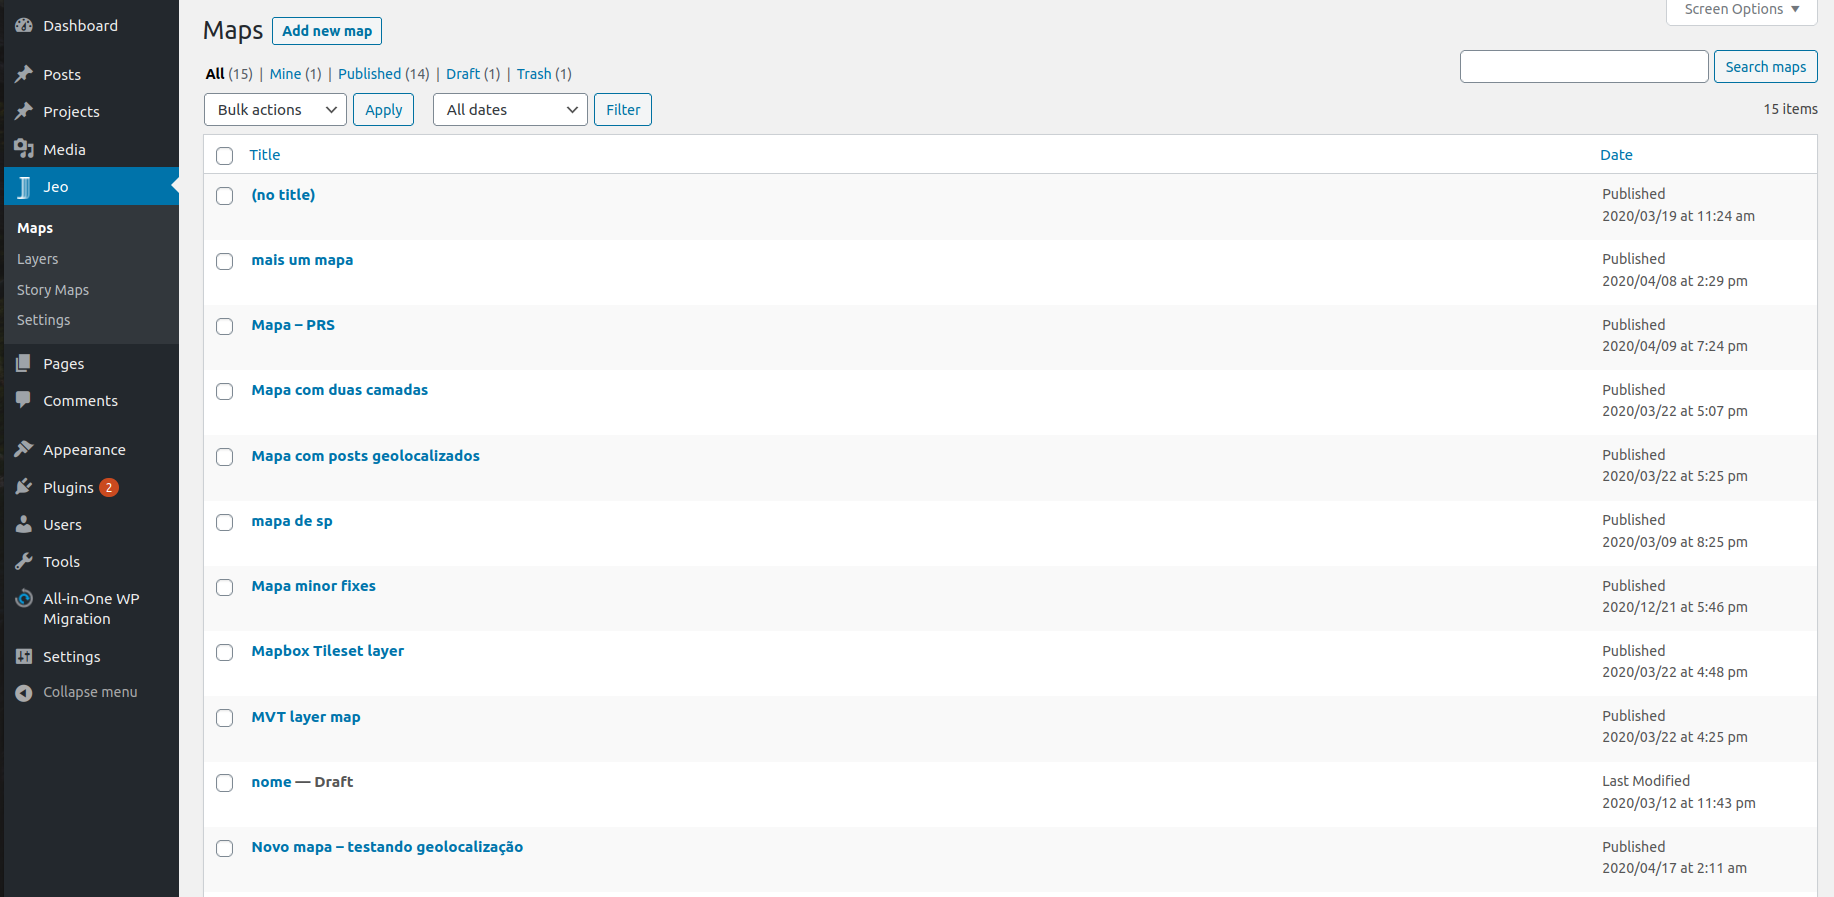 Dashboard
Posts
Projects
Media
Jeo
Maps
Layers
Story Maps
Settings
Pages
Comments
Appearance
Plugins 2
Users
Tools
All-in-One WP
Migration
Settings
Collapse menu
Screen Options
Maps Add new map
All (15) | Mine (1) | Published (14) | Draft (1) | Trash (1)
Search maps
Bulk actions Apply All dates Filter
15 items
Title Date
(no title) Published
2020/03/19 at 11:24 am
mais um mapa Published
2020/04/08 at 2:29 pm
Mapa – PRS Published
2020/04/09 at 7:24 pm
Mapa com duas camadas Published
2020/03/22 at 5:07 pm
Mapa com posts geolocalizados Published
2020/03/22 at 5:25 pm
mapa de sp Published
2020/03/09 at 8:25 pm
Mapa minor fixes Published
2020/12/21 at 5:46 pm
Mapbox Tileset layer Published
2020/03/22 at 4:48 pm
MVT layer map Published
2020/03/22 at 4:25 pm
nome — Draft Last Modified
2020/03/12 at 11:43 pm
Novo mapa – testando geolocalização Published
2020/04/17 at 2:11 am